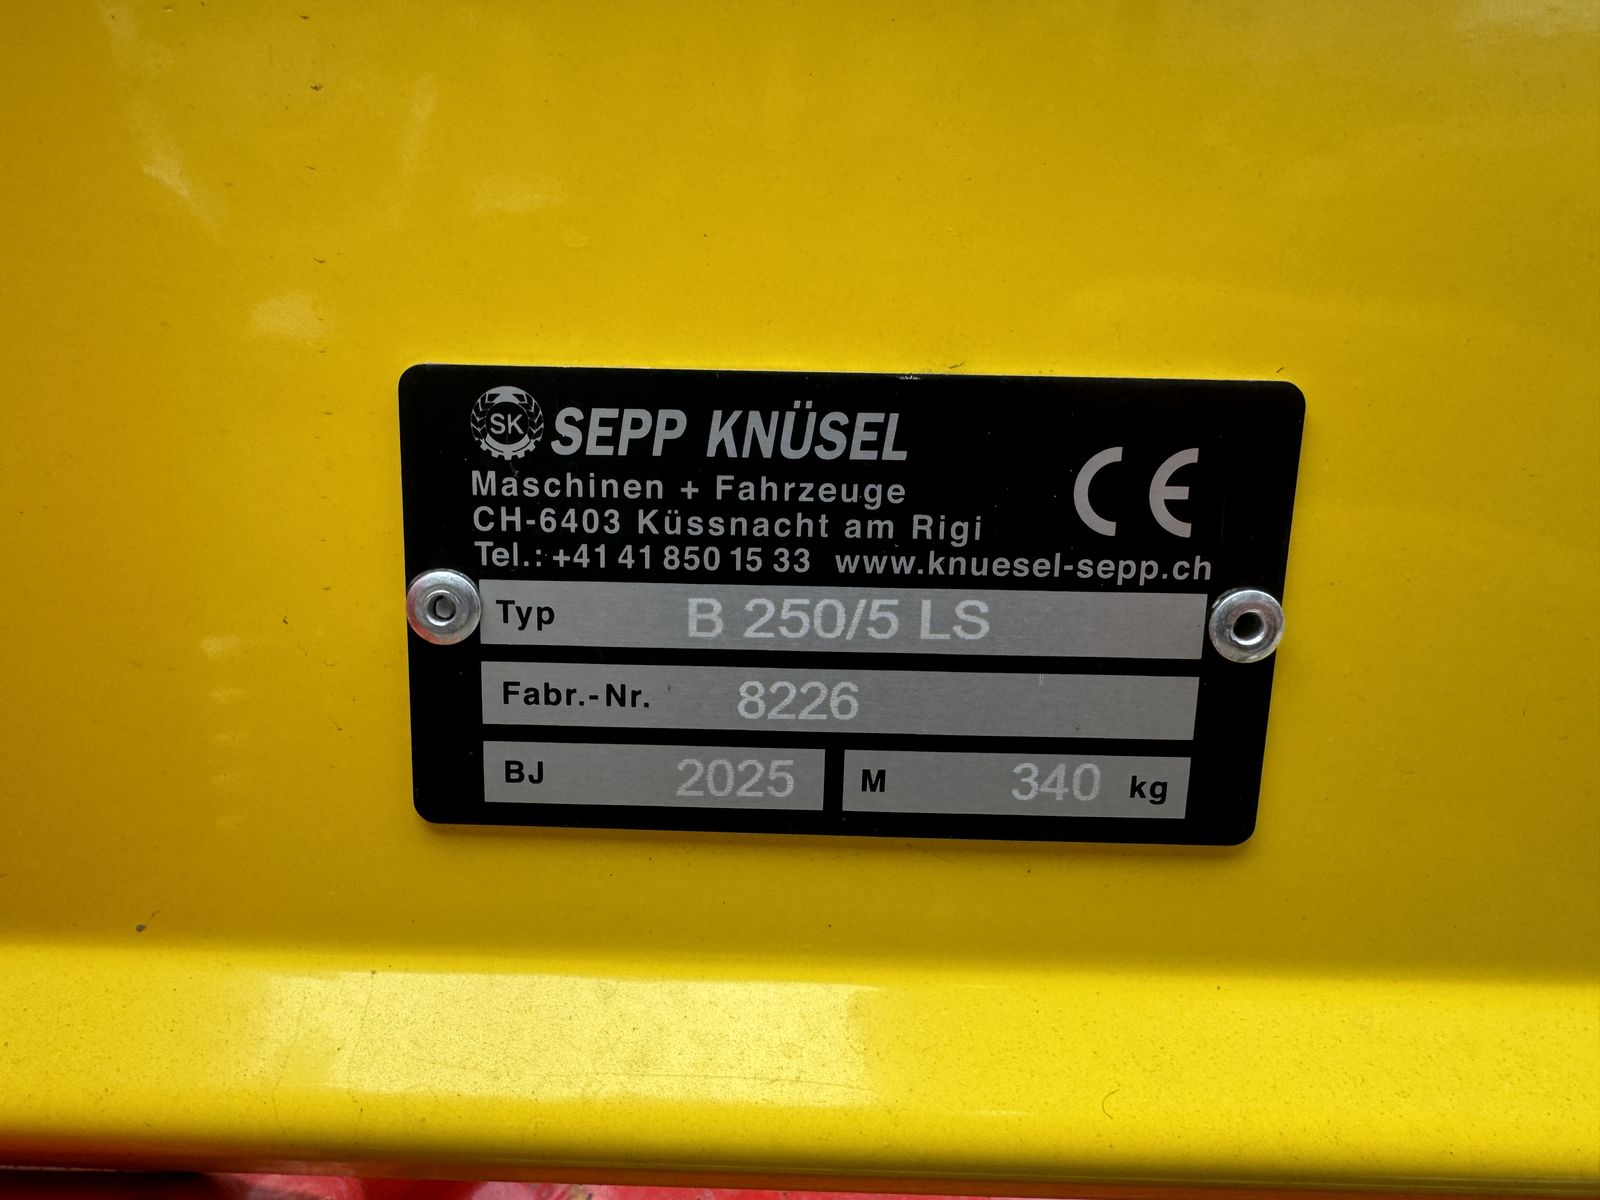 SK SEPP KNÜSEL
Maschinen + Fahrzeuge
CH-6403 Küssnacht am Rigi
Tel.: +41 41 850 15 33 www.knuesel-sepp.ch
CE
Typ B 250/5 LS
Fabr.-Nr. 8226
BJ 2025 M 340 kg